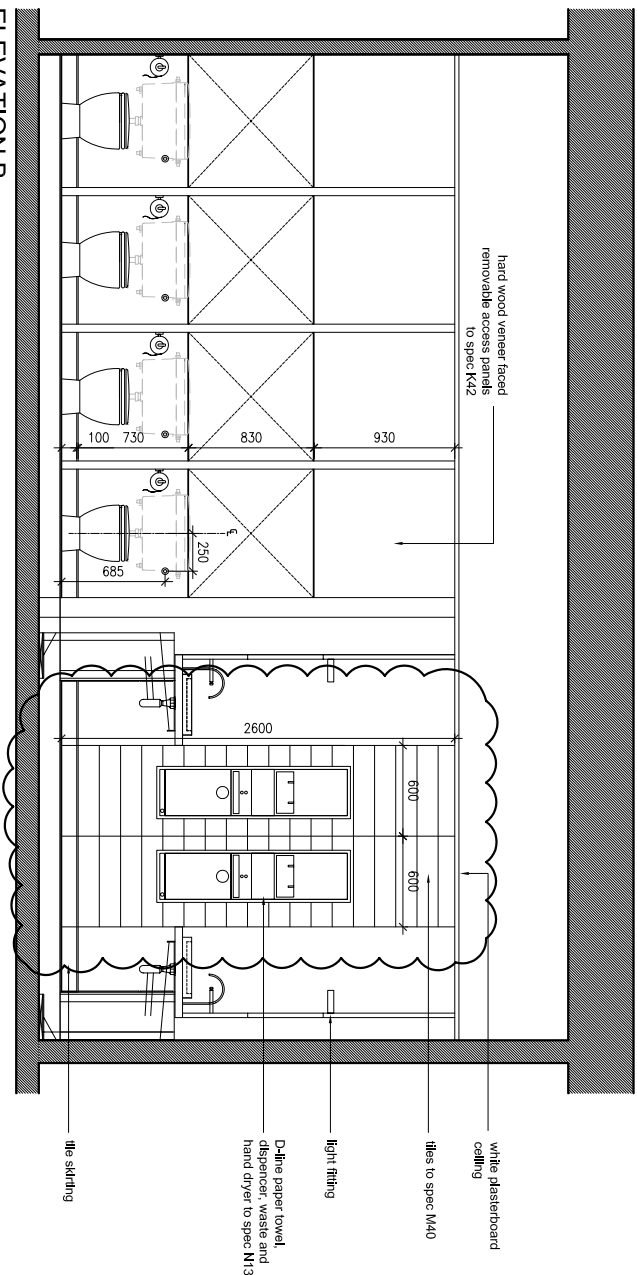 hard wood veneer faced
removable access panels
to spec K42
white plasterboard
ceiling
tiles to spec M40
light fitting
D-line paper towel,
dispencer, waste and
hand dryer to spec N13
tile skirting
100
730
830
930
250
685
2600
600
600